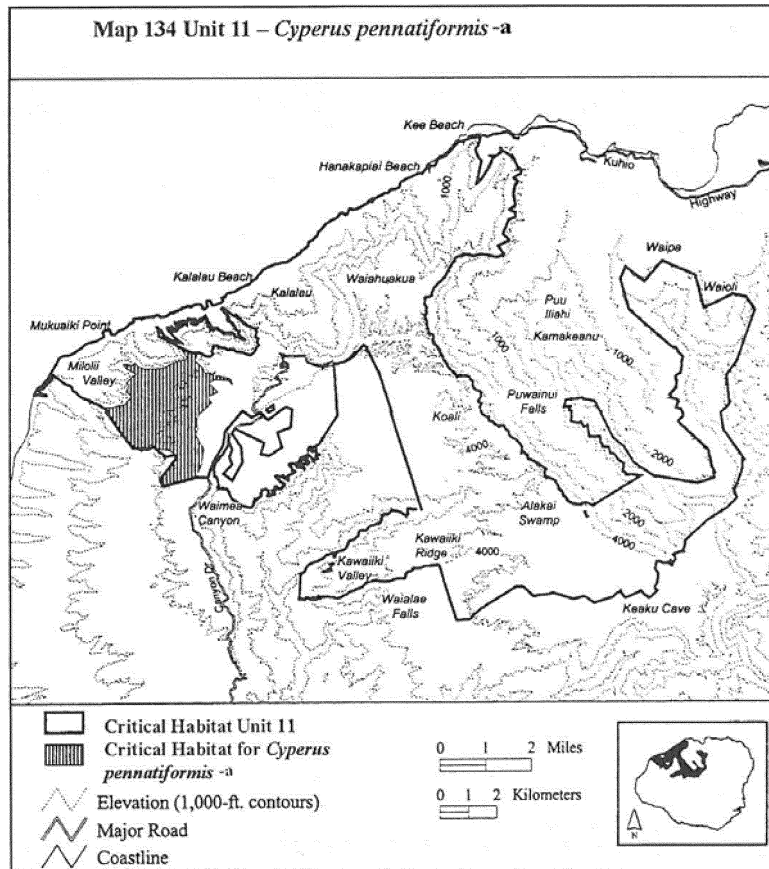 Map 134 Unit 11 – Cyperus pennatiformis -a
Kee Beach
Hanakapiai Beach
Kuhio
Highway
1000
Kalalau Beach
Kalalau
Waiahuakua
Waipa
Waioli
Mukuaiki Point
Puu
Iliahi
Kamakeanu
Milolii
Valley
1000
1000
Puwainui
Falls
Koali
4000
2000
Waimea
Canyon
Alakai
Swamp
2000
Kawaiiki
Ridge
4000
4000
Kawaiiki
Valley
Canyon Dr
Waialae
Falls
Keaku Cave
Critical Habitat Unit 11
Critical Habitat for Cyperus
pennatiformis -a
Elevation (1,000-ft. contours)
Major Road
Coastline
0 1 2 Miles
0 1 2 Kilometers
N